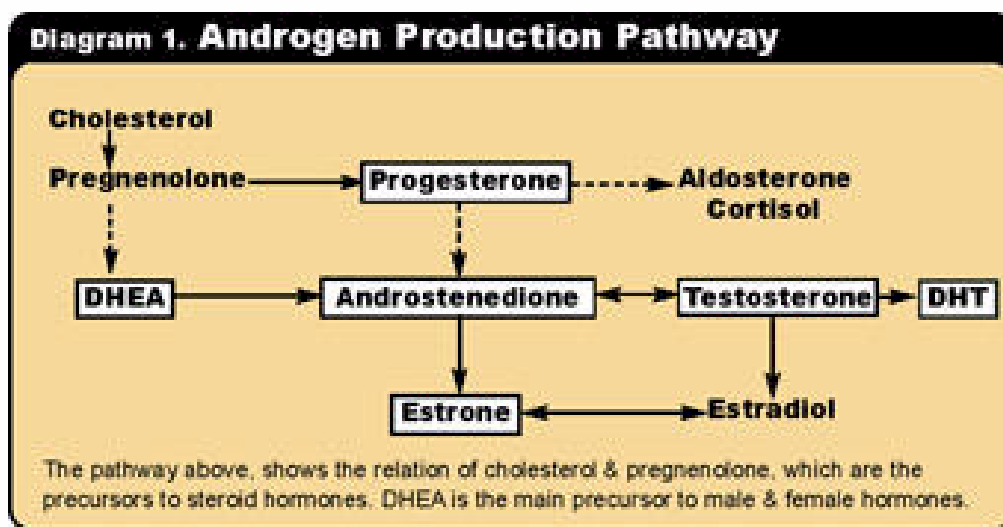 Diagram 1. Androgen Production Pathway
Cholesterol
Pregnenolone
Progesterone
Aldosterone
Cortisol
DHEA
Androstenedione
Testosterone
DHT
Estrone
Estradiol
The pathway above, shows the relation of cholesterol & pregnenolone, which are the
precursors to steroid hormones. DHEA is the main precursor to male & female hormones.